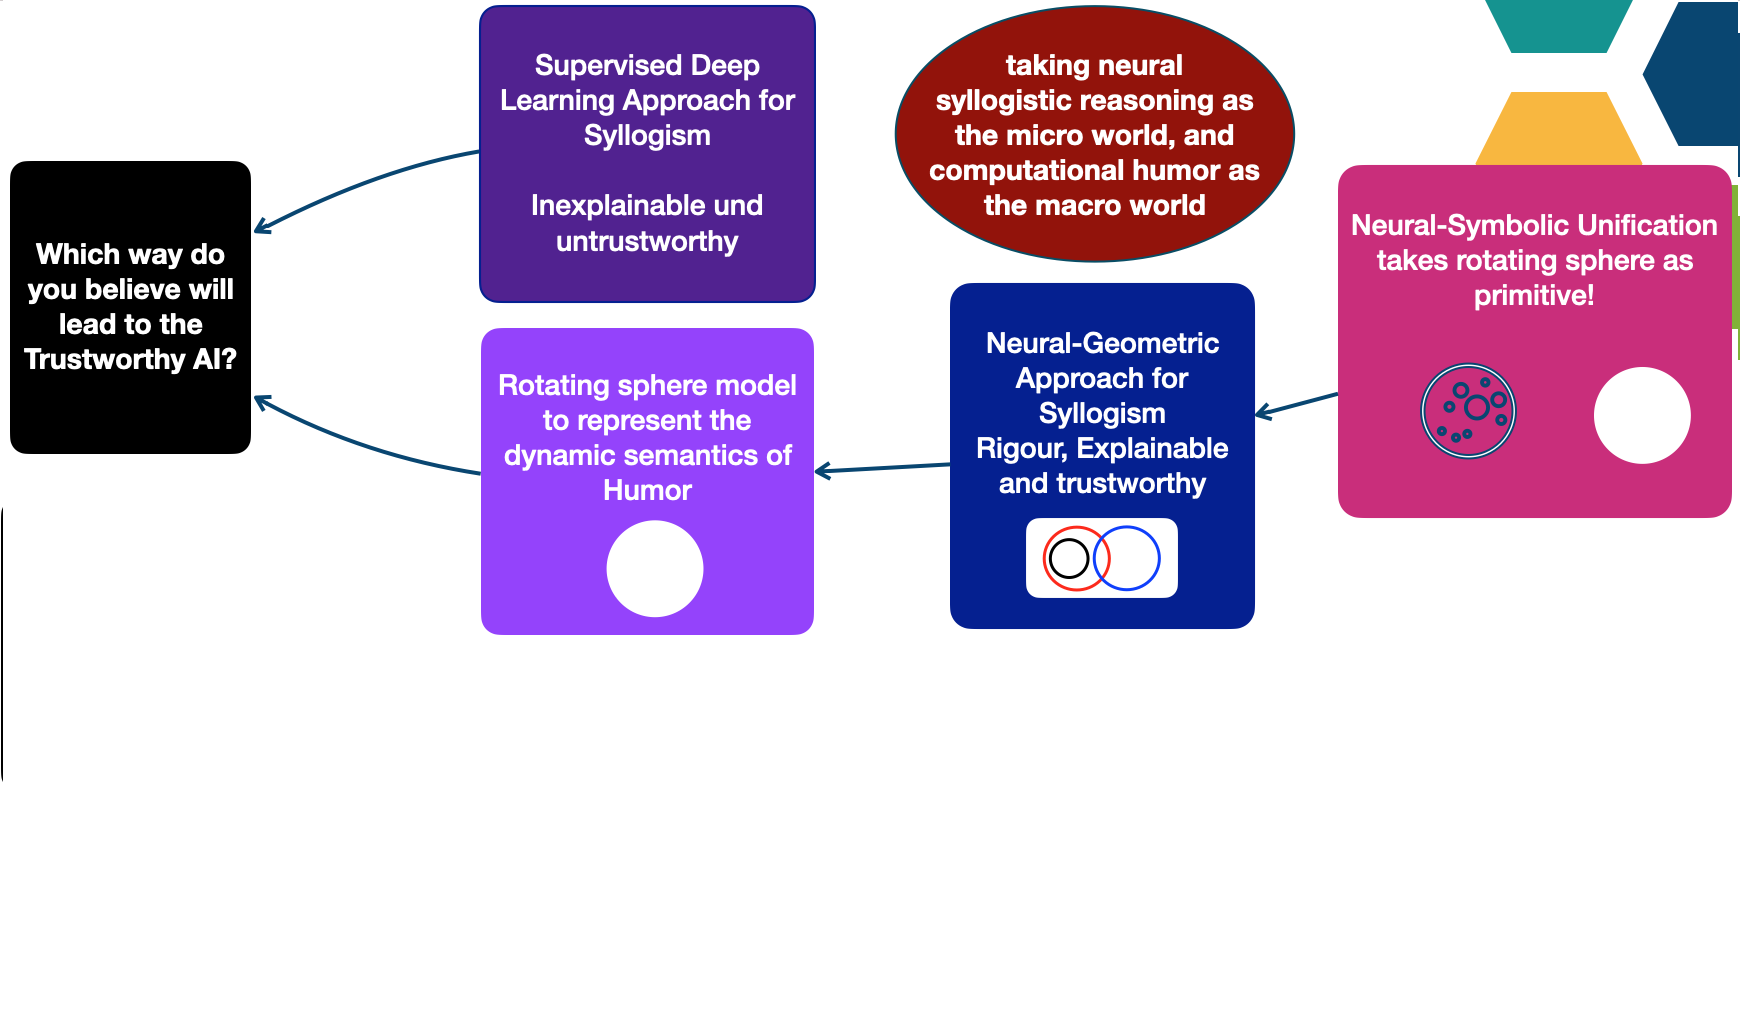 Which way do
you believe will
lead to the
Trustworthy AI?
Supervised Deep
Learning Approach for
Syllogism
Inexplainable und
untrustworthy
Rotating sphere model
to represent the
dynamic semantics of
Humor
taking neural
syllogistic reasoning as
the micro world, and
computational humor as
the macro world
Neural-Geometric
Approach for
Syllogism
Rigour, Explainable
and trustworthy
Neural-Symbolic Unification
takes rotating sphere as
primitive!